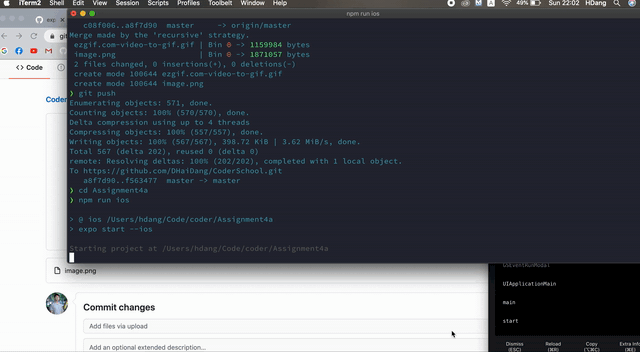 iTerm2 Shell Edit View Session Scripts Profiles Toolbelt Window Help 49% Sun 22:02 HDang
npm run ios
exp
git
G M
<> Code
Coder
c08f006..a8f7d90 master -> origin/master
Merge made by the 'recursive' strategy.
ezgif.com-video-to-gif.gif | Bin 0 -> 1159984 bytes
image.png | Bin 0 -> 1871057 bytes
2 files changed, 0 insertions(+), 0 deletions(-)
create mode 100644 ezgif.com-video-to-gif.gif
create mode 100644 image.png
❯ git push
Enumerating objects: 571, done.
Counting objects: 100% (570/570), done.
Delta compression using up to 4 threads
Compressing objects: 100% (557/557), done.
Writing objects: 100% (567/567), 398.72 KiB | 3.62 MiB/s, done.
Total 567 (delta 202), reused 0 (delta 0)
remote: Resolving deltas: 100% (202/202), completed with 1 local object.
To https://github.com/DHaiDang/CoderSchool.git
a8f7d90..f563477 master -> master
❯ cd Assignment4a
❯ npm run ios
> @ ios /Users/hdang/Code/coder/Assignment4a
> expo start --ios
Starting project at /Users/hdang/Code/coder/Assignment4a
image.png
Commit changes
Add files via upload
Add an optional extended description...
UIApplicationMain
main
start
Dismiss Reload Copy Extra Info
(ESC) (⌘R) (⌥⌘C) (⌘E)